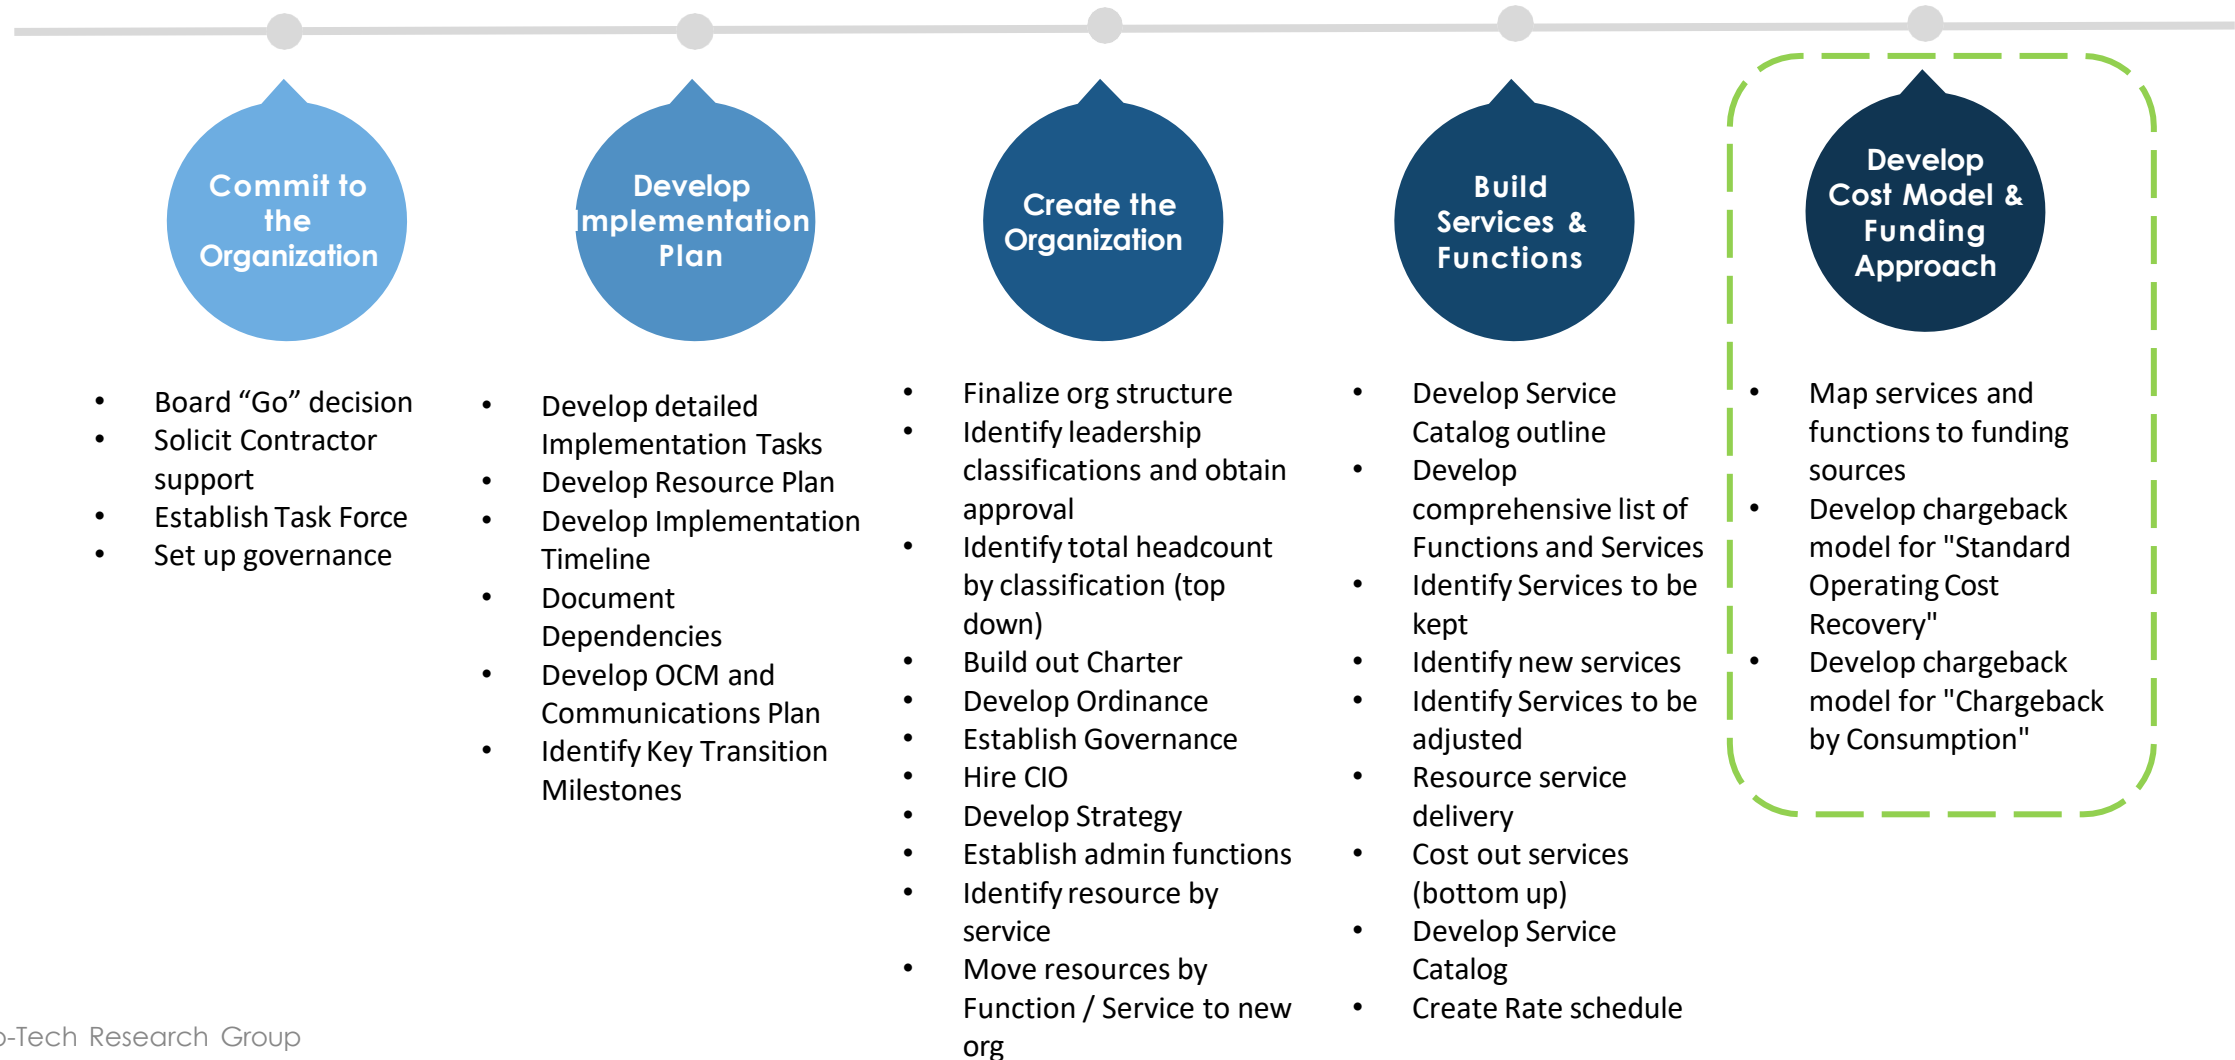 Commit to
the
Organization
• Board “Go” decision
• Solicit Contractor
support
• Establish Task Force
• Set up governance
Develop
Implementation
Plan
• Develop detailed
Implementation Tasks
• Develop Resource Plan
• Develop Implementation
Timeline
• Document
Dependencies
• Develop OCM and
Communications Plan
• Identify Key Transition
Milestones
Create the
Organization
• Finalize org structure
• Identify leadership
classifications and obtain
approval
• Identify total headcount
by classification (top
down)
• Build out Charter
• Develop Ordinance
• Establish Governance
• Hire CIO
• Develop Strategy
• Establish admin functions
• Identify resource by
service
• Move resources by
Function / Service to new
org
Build
Services &
Functions
• Develop Service
Catalog outline
• Develop
comprehensive list of
Functions and Services
• Identify Services to be
kept
• Identify new services
• Identify Services to be
adjusted
• Resource service
delivery
• Cost out services
(bottom up)
• Develop Service
Catalog
• Create Rate schedule
Develop
Cost Model &
Funding
Approach
• Map services and
functions to funding
sources
• Develop chargeback
model for "Standard
Operating Cost
Recovery"
• Develop chargeback
model for "Chargeback
by Consumption"
o-Tech Research Group